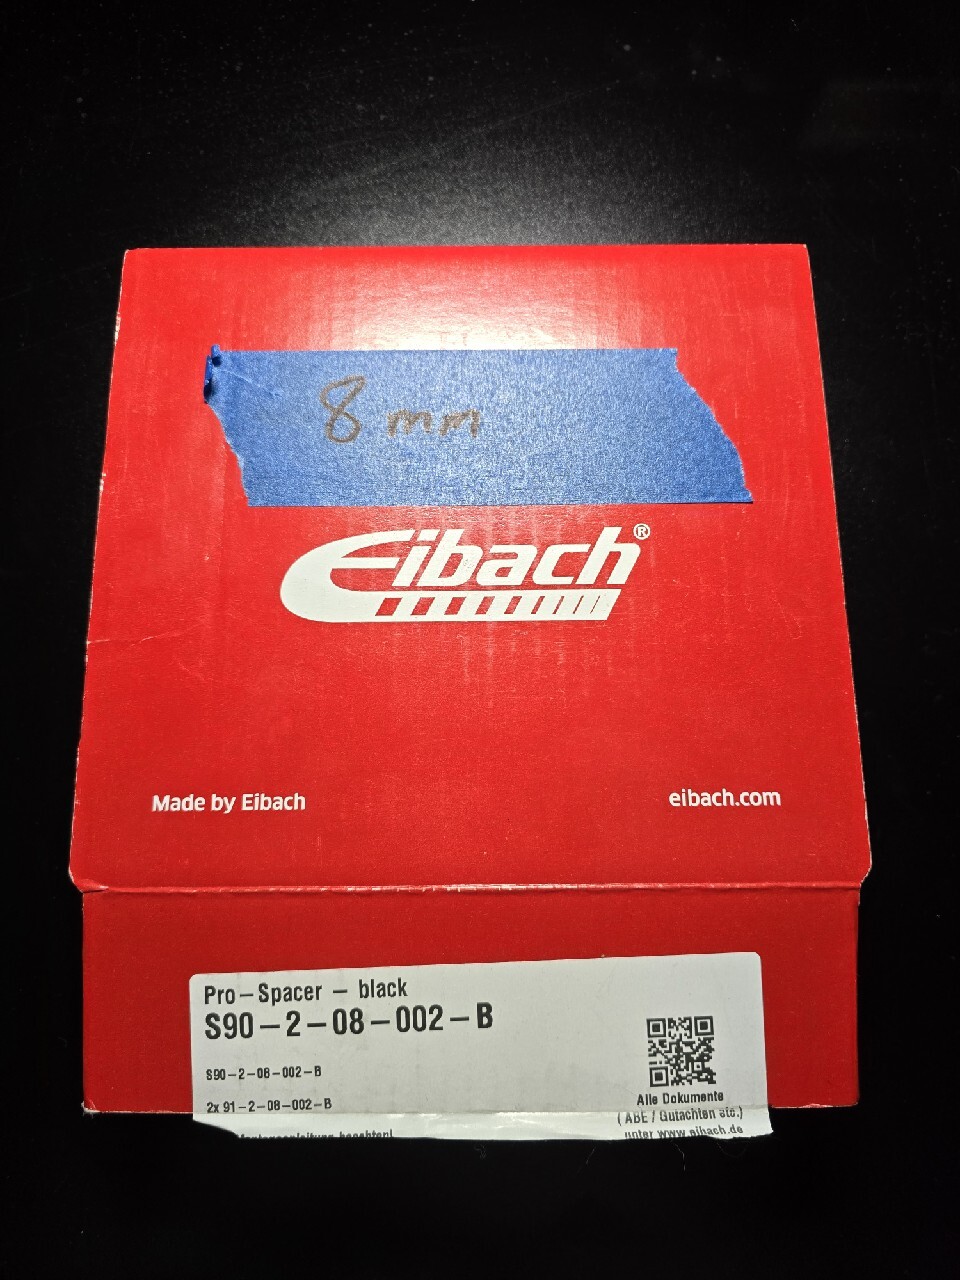 8 mm
Eibach®
Made by Eibach
eibach.com
Pro-Spacer - black
S90-2-08-002-B
S90-2-08-002-B
2x 91-2-08-002-B
Alle Dokumente
( ABE / Gutachten etc.)
unter www.eibach.de